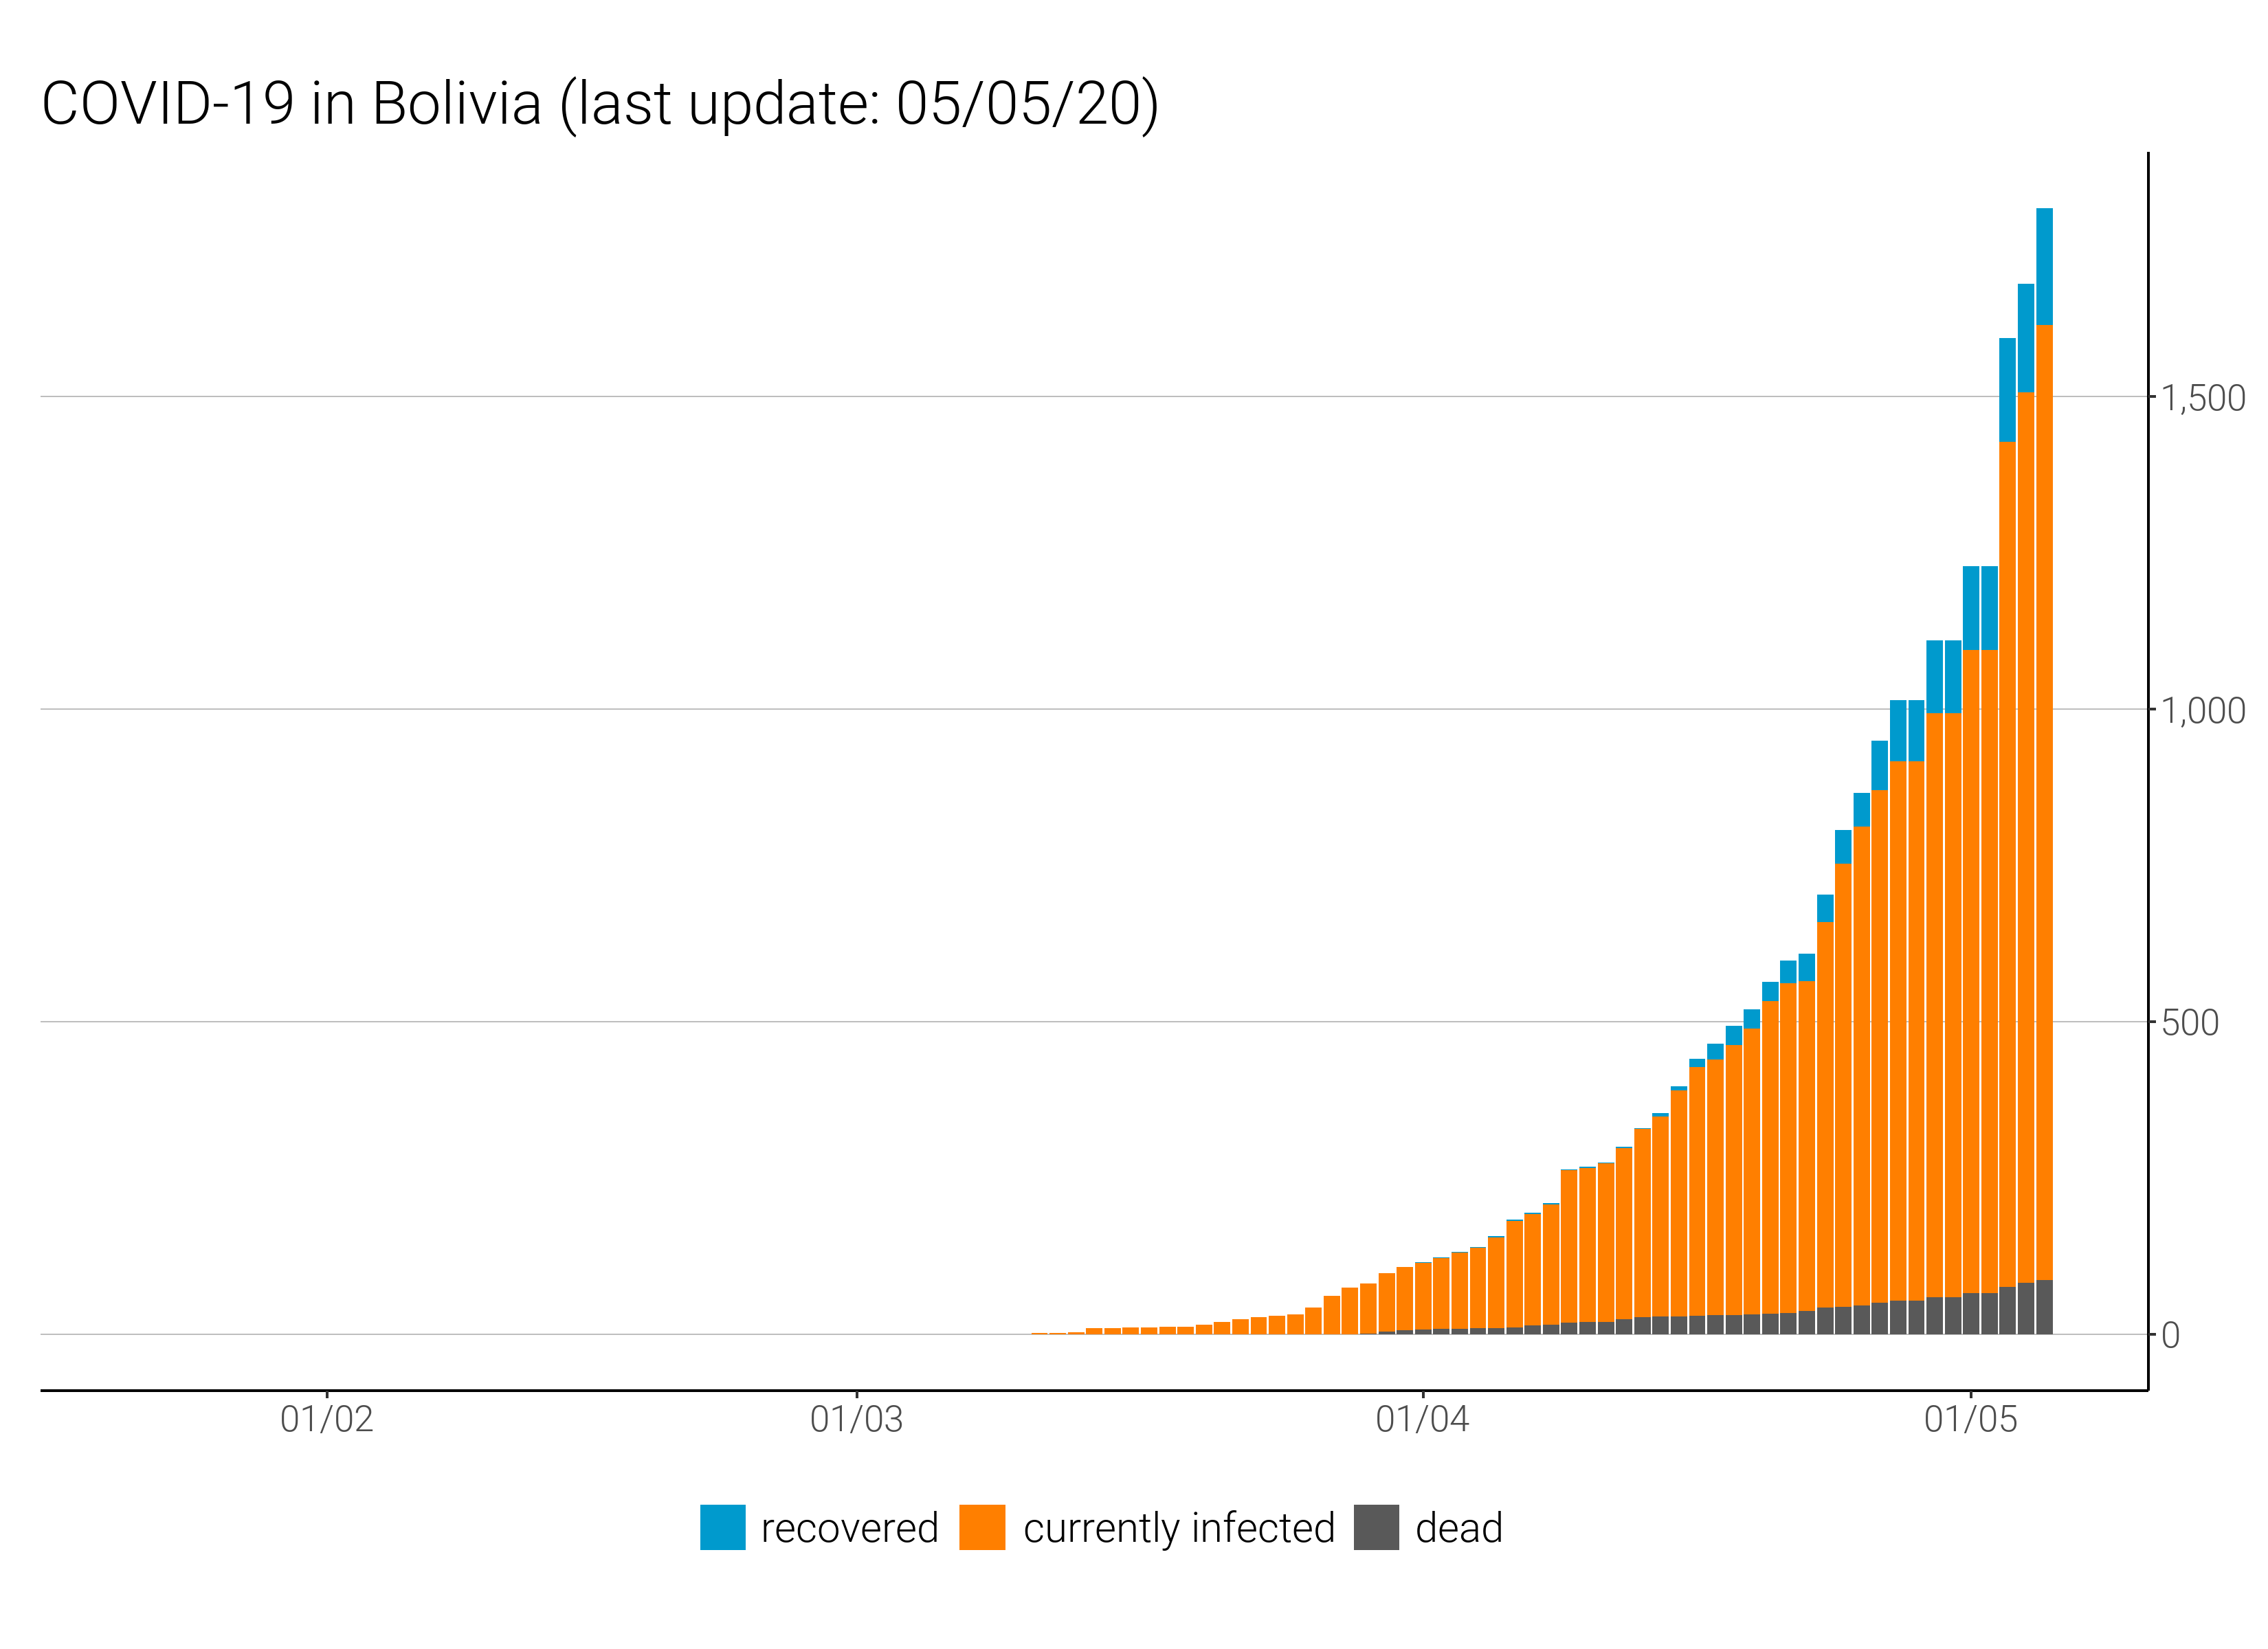 COVID-19 in Bolivia (last update: 05/05/20)
1,500
1,000
500
0
01/02 01/03 01/04 01/05
recovered currently infected dead